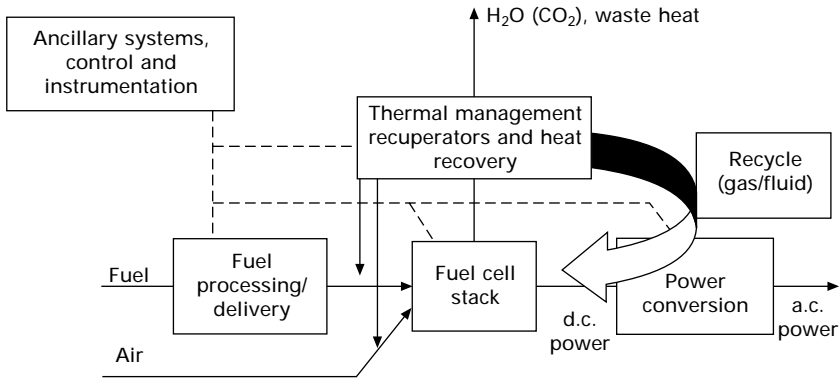 H₂O (CO₂), waste heat
Ancillary systems,
control and
instrumentation
Thermal management
recuperators and heat
recovery
Recycle
(gas/fluid)
Fuel
Fuel
processing/
delivery
Fuel cell
stack
Power
conversion
d.c.
power
a.c.
power
Air